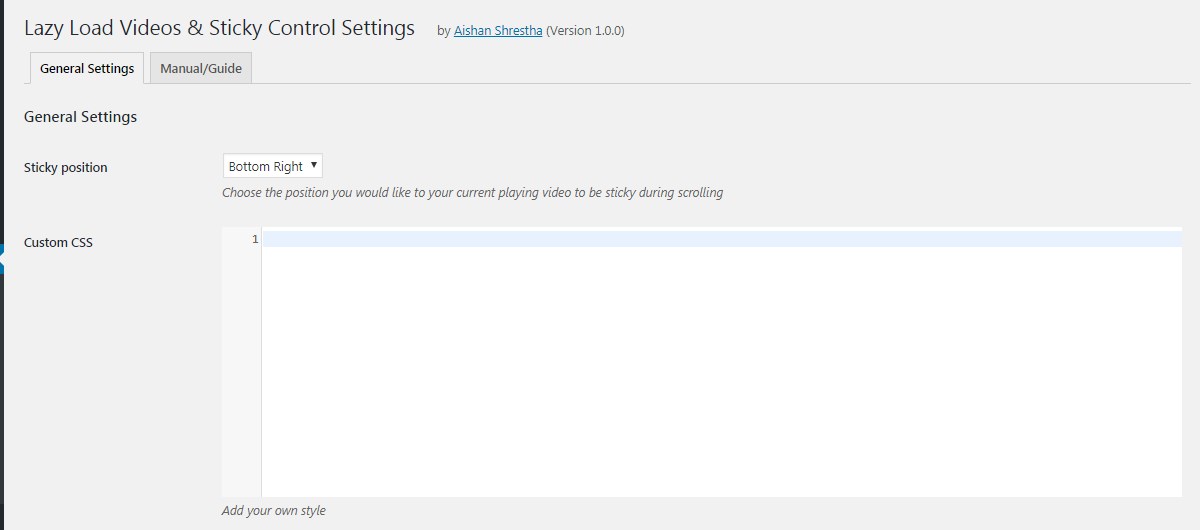 Lazy Load Videos & Sticky Control Settings by Aishan Shrestha (Version 1.0.0)
General Settings Manual/Guide
General Settings
Sticky position Bottom Right
Choose the position you would like to your current playing video to be sticky during scrolling
Custom CSS 1
Add your own style